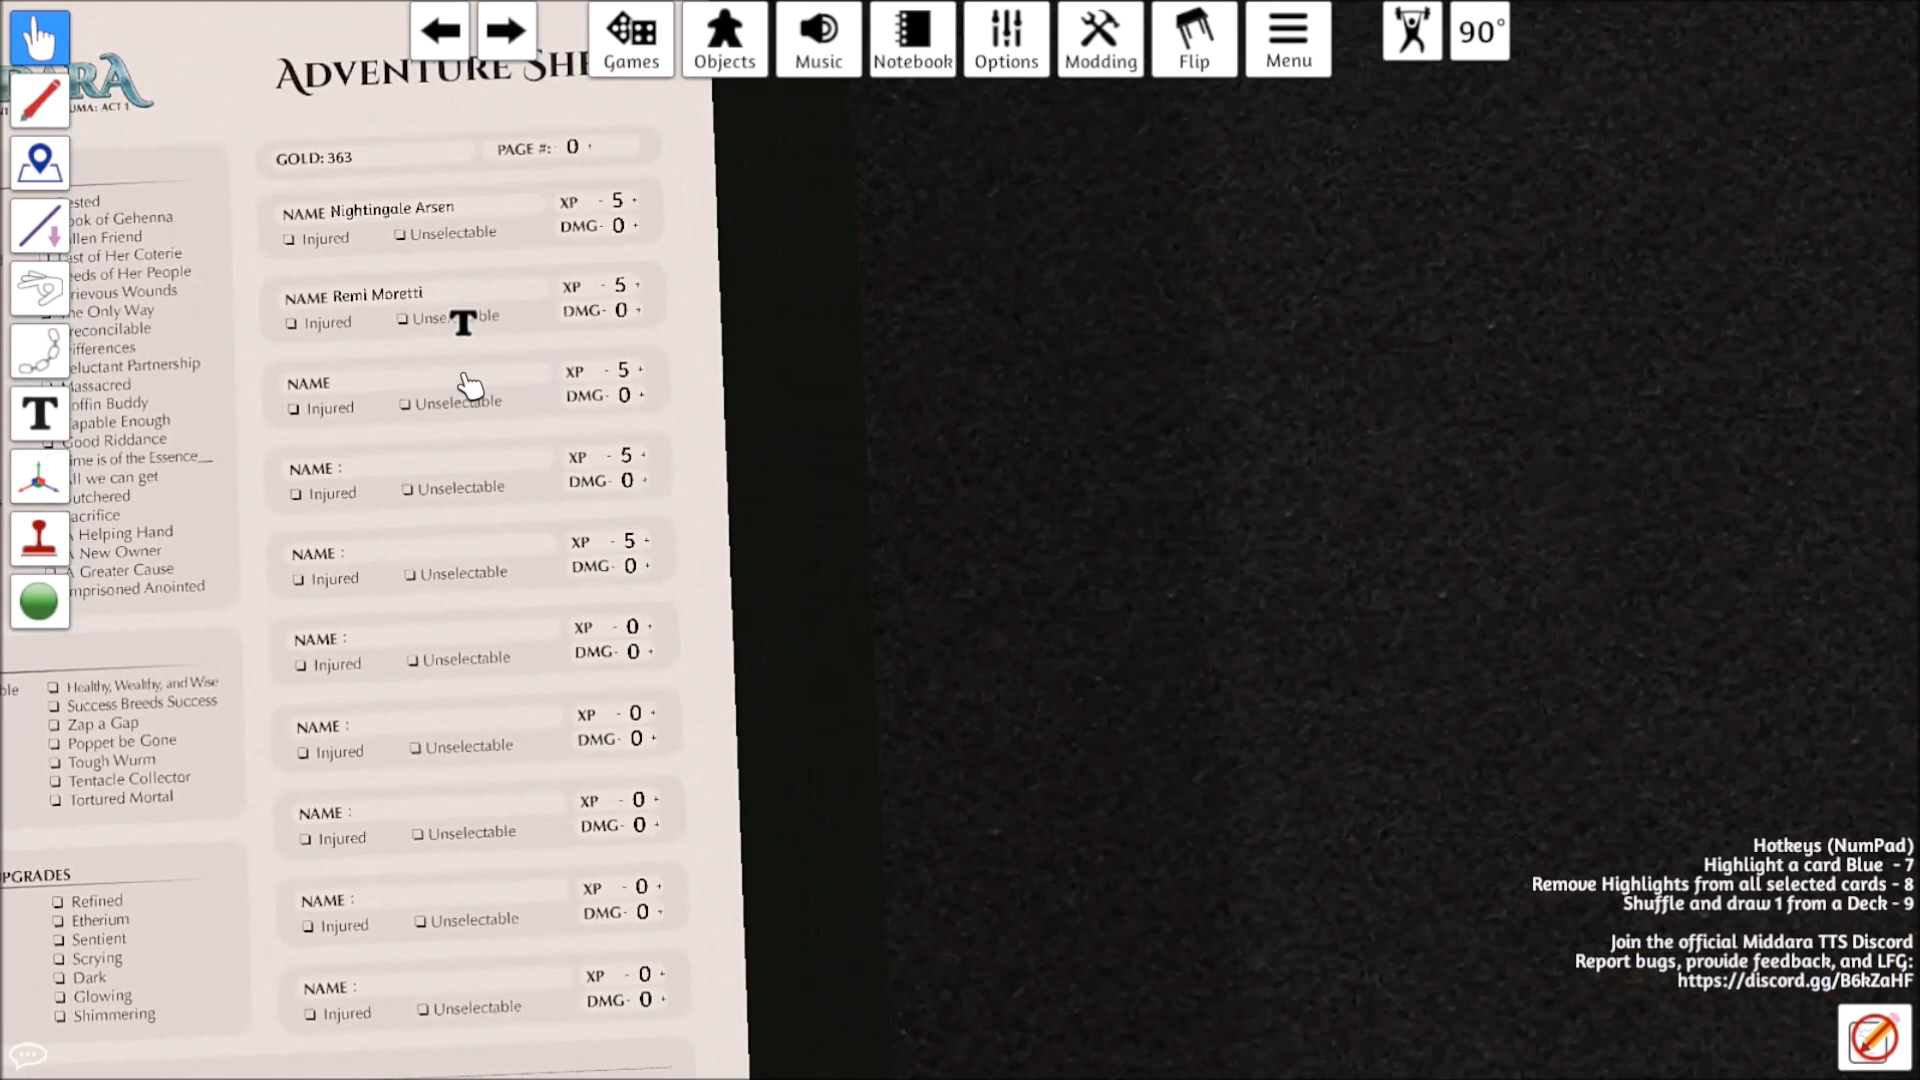 Games
Objects
Music
Notebook
Options
Modding
Flip
Menu
90°
ADVENTURE SHE
UMA: ACT 1
GOLD: 363
PAGE #: 0 +
NAME Nightingale Arsen
XP - 5 +
Injured
Unselectable
DMG- 0 +
NAME Remi Moretti
XP - 5 +
Injured
DMG- 0 +
NAME
XP - 5 +
Injured
Unselectable
DMG- 0 +
NAME :
XP - 5 +
Injured
Unselectable
DMG- 0 +
NAME :
XP - 5 +
Injured
Unselectable
DMG- 0 +
NAME :
XP - 0 +
Injured
Unselectable
DMG- 0 +
NAME :
XP - 0 +
Injured
Unselectable
DMG- 0 +
NAME :
XP - 0 +
Injured
Unselectable
DMG- 0 +
NAME :
XP - 0 +
Injured
Unselectable
DMG- 0 +
NAME :
XP - 0 +
Injured
Unselectable
DMG- 0 +
ested
ook of Gehenna
llen Friend
ast of Her Coterie
eeds of Her People
rievous Wounds
he Only Way
reconcilable
ifferences
eluctant Partnership
Massacred
offin Buddy
apable Enough
Good Riddance
ime is of the Essence__
ll we can get
utchered
acrifice
Helping Hand
New Owner
A Greater Cause
mprisoned Anointed
ble
Healthy, Wealthy, and Wise
Success Breeds Success
Zap a Gap
Poppet be Gone
Tough Wurm
Tentacle Collector
Tortured Mortal
PGRADES
Refined
Etherium
Sentient
Scrying
Dark
Glowing
Shimmering
Hotkeys (NumPad)
Highlight a card Blue - 7
Remove Highlights from all selected cards - 8
Shuffle and draw 1 from a Deck - 9
Join the official Middara TTS Discord
Report bugs, provide feedback, and LFG:
https://discord.gg/B6kZaHF